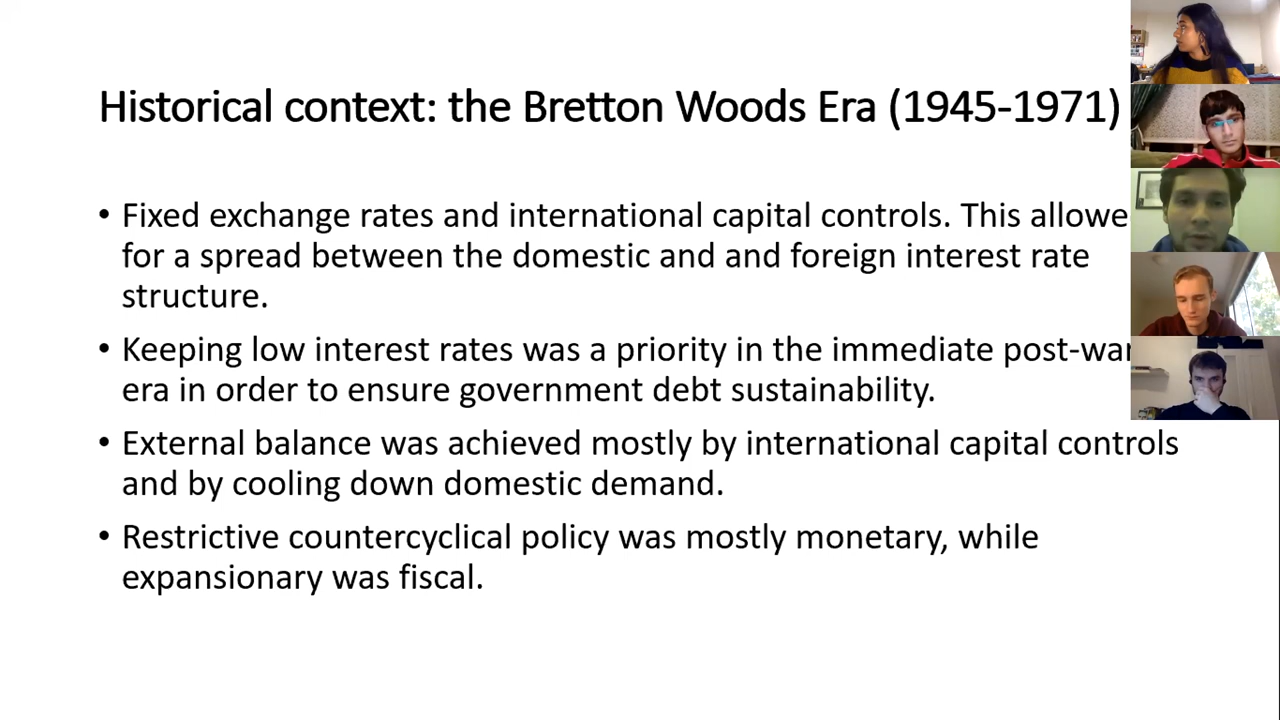 Historical context: the Bretton Woods Era (1945-1971)
• Fixed exchange rates and international capital controls. This allowe
for a spread between the domestic and and foreign interest rate
structure.
• Keeping low interest rates was a priority in the immediate post-war
era in order to ensure government debt sustainability.
• External balance was achieved mostly by international capital controls
and by cooling down domestic demand.
• Restrictive countercyclical policy was mostly monetary, while
expansionary was fiscal.